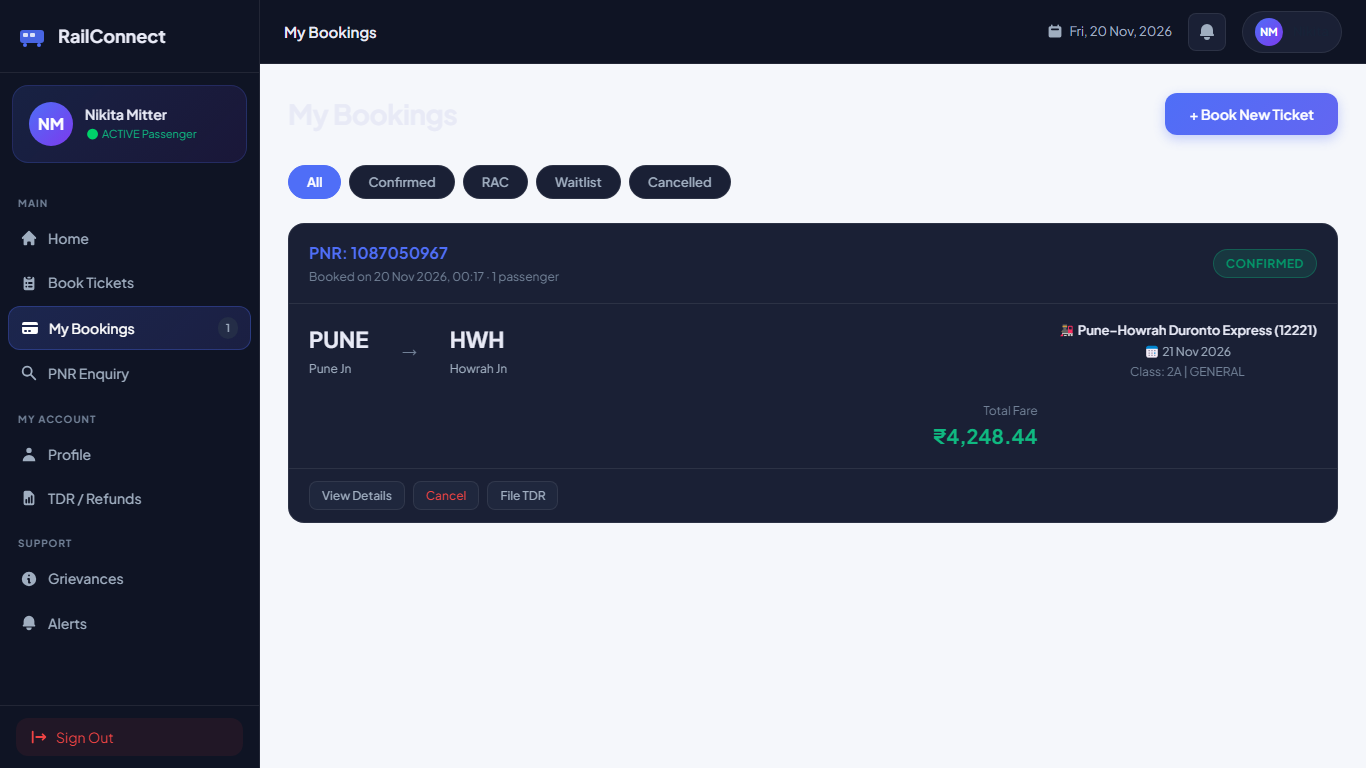 RailConnect
My Bookings
Fri, 20 Nov, 2026
NM
NM
Nikita Mitter
ACTIVE Passenger
MAIN
Home
Book Tickets
My Bookings 1
PNR Enquiry
MY ACCOUNT
Profile
TDR / Refunds
SUPPORT
Grievances
Alerts
Sign Out
My Bookings
+ Book New Ticket
All
Confirmed
RAC
Waitlist
Cancelled
PNR: 1087050967
Booked on 20 Nov 2026, 00:17 · 1 passenger
CONFIRMED
PUNE → HWH
Pune Jn
Howrah Jn
Pune–Howrah Duronto Express (12221)
21 Nov 2026
Class: 2A | GENERAL
Total Fare
₹4,248.44
View Details
Cancel
File TDR